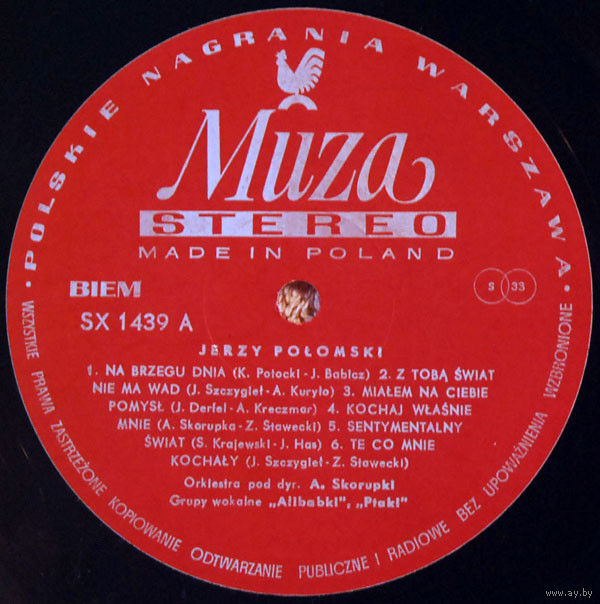 · POLSKIE NAGRANIA WARSZAWA ·
Muza
STEREO
MADE IN POLAND
BIEM
S 33
SX 1439 A
JERZY POŁOMSKI
1. NA BRZEGU DNIA (K. Potocki - J. Babicz) 2. Z TOBĄ ŚWIAT
NIE MA WAD (J. Szczygieł - A. Kuryło) 3. MIAŁEM NA CIEBIE
POMYSŁ (J. Derfel - A. Kreczmar) 4. KOCHAJ WŁAŚNIE
MNIE (A. Skorupka - Z. Stawecki) 5. SENTYMENTALNY
ŚWIAT (S. Krajewski - J. Has) 6. TE CO MNIE
KOCHAŁY (J. Szczygieł - Z. Stawecki)
Orkiestra pod dyr. A. Skorupki
Grupy wokalne „Alibabki”, „Ptaki”
WSZYSTKIE PRAWA ZASTRZEŻONE KOPIOWANIE ODTWARZANIE PUBLICZNE I RADIOWE BEZ UPOWAŻNIENIA WZBRONIONE
www.ay.by